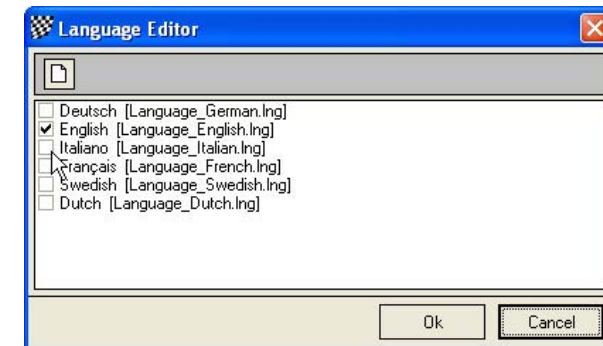 Language Editor
Deutsch [Language_German.lng]
English [Language_English.lng]
Italiano [Language_Italian.lng]
Français [Language_French.lng]
Swedish [Language_Swedish.lng]
Dutch [Language_Dutch.lng]
Ok Cancel